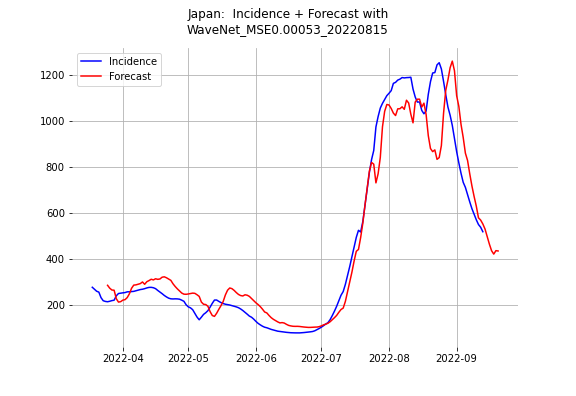 Japan: Incidence + Forecast with
WaveNet_MSE0.00053_20220815
Incidence
Forecast
1200
1000
800
600
400
200
2022-04 2022-05 2022-06 2022-07 2022-08 2022-09